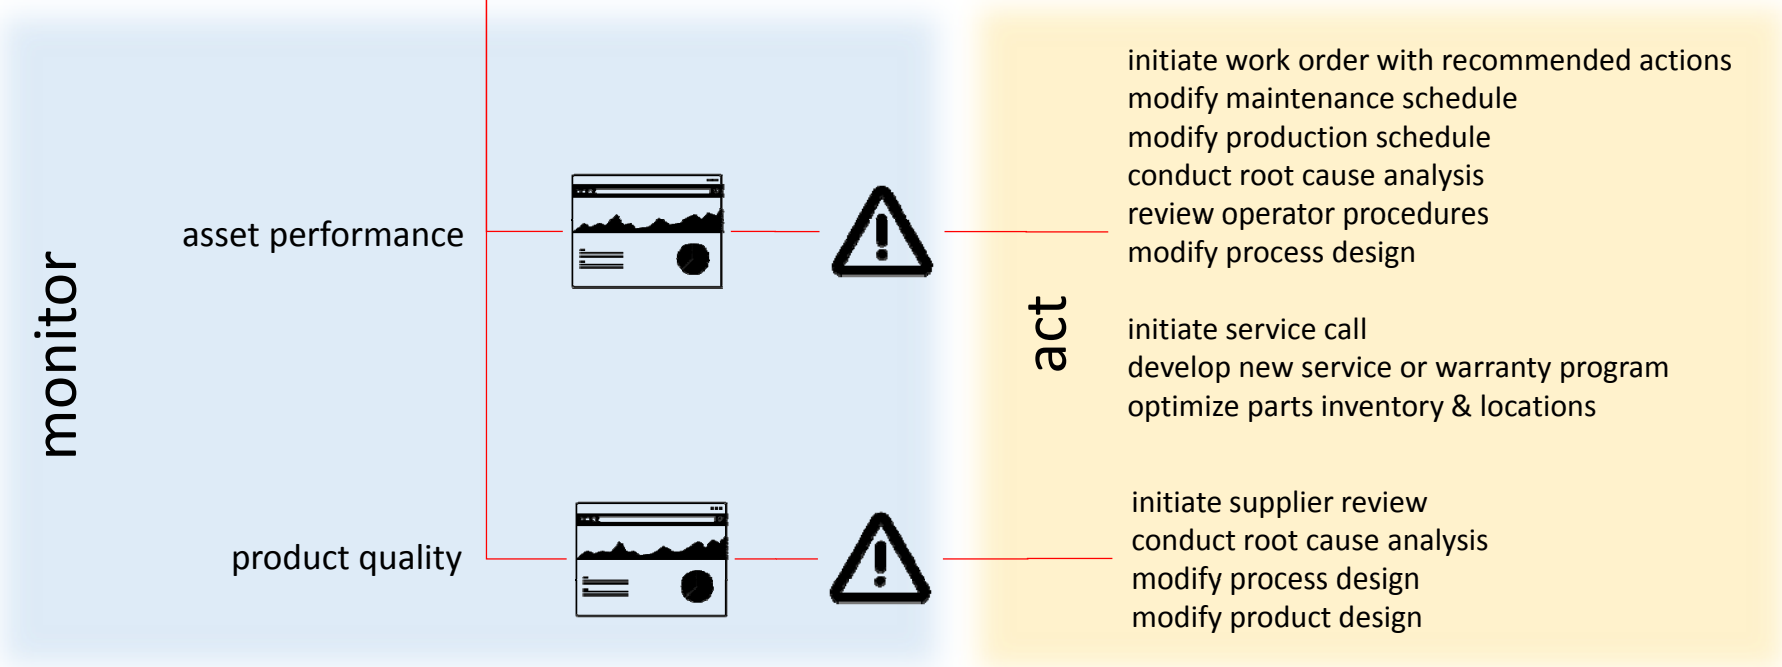 monitor
asset performance
product quality
act
initiate work order with recommended actions
modify maintenance schedule
modify production schedule
conduct root cause analysis
review operator procedures
modify process design
initiate service call
develop new service or warranty program
optimize parts inventory & locations
initiate supplier review
conduct root cause analysis
modify process design
modify product design